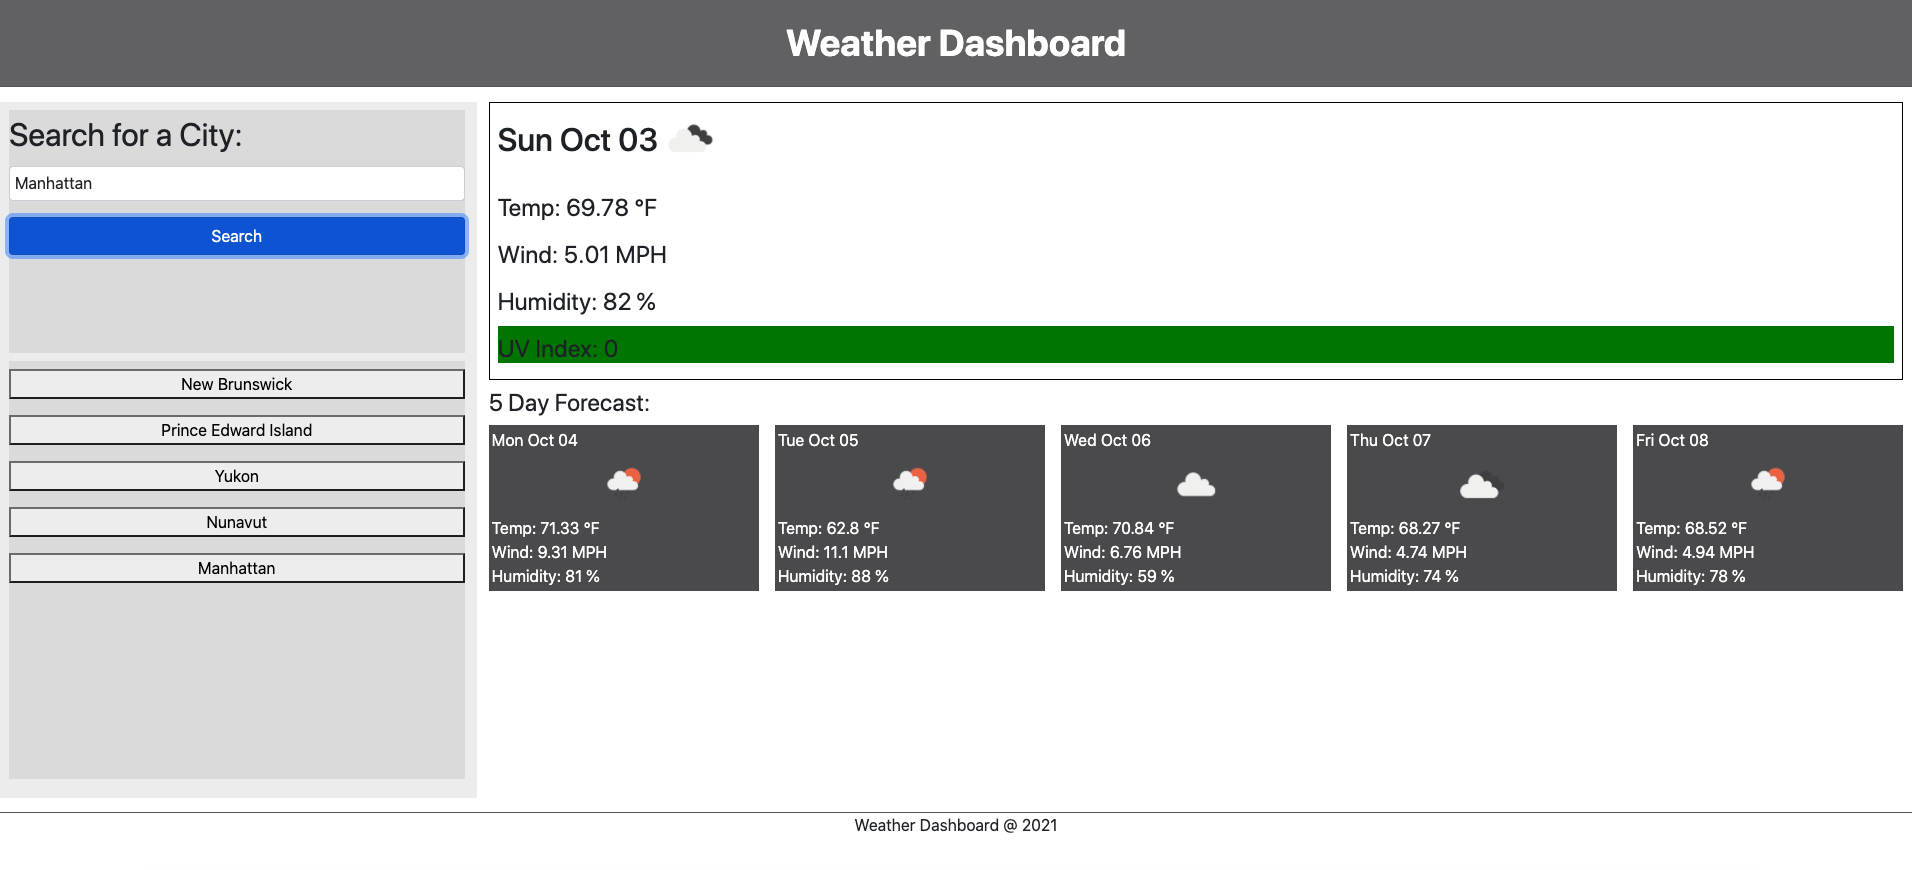 Weather Dashboard
Search for a City:
Manhattan
Search
New Brunswick
Prince Edward Island
Yukon
Nunavut
Manhattan
Sun Oct 03
Temp: 69.78 °F
Wind: 5.01 MPH
Humidity: 82 %
UV Index: 0
5 Day Forecast:
Mon Oct 04
Temp: 71.33 °F
Wind: 9.31 MPH
Humidity: 81 %
Tue Oct 05
Temp: 62.8 °F
Wind: 11.1 MPH
Humidity: 88 %
Wed Oct 06
Temp: 70.84 °F
Wind: 6.76 MPH
Humidity: 59 %
Thu Oct 07
Temp: 68.27 °F
Wind: 4.74 MPH
Humidity: 74 %
Fri Oct 08
Temp: 68.52 °F
Wind: 4.94 MPH
Humidity: 78 %
Weather Dashboard @ 2021